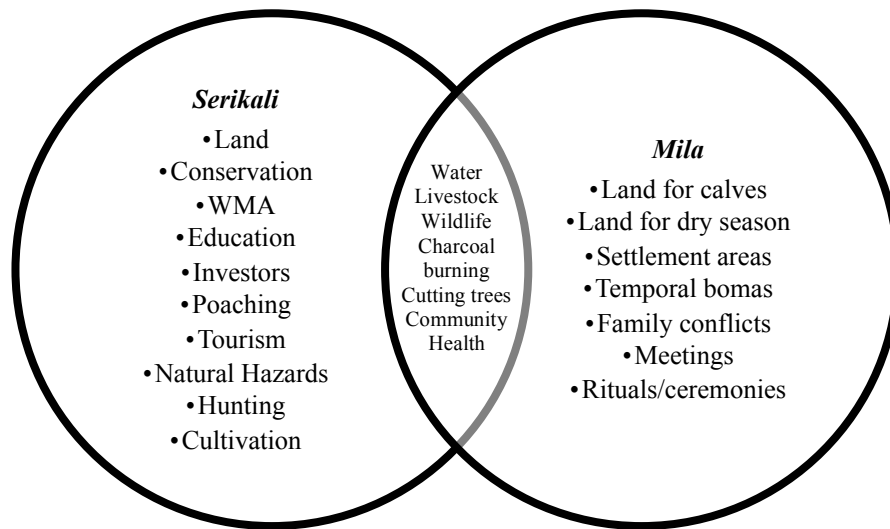 Serikali
•Land
•Conservation
•WMA
•Education
•Investors
•Poaching
•Tourism
•Natural Hazards
•Hunting
•Cultivation
Water
Livestock
Wildlife
Charcoal
burning
Cutting trees
Community
Health
Mila
•Land for calves
•Land for dry season
•Settlement areas
•Temporal bomas
•Family conflicts
•Meetings
•Rituals/ceremonies